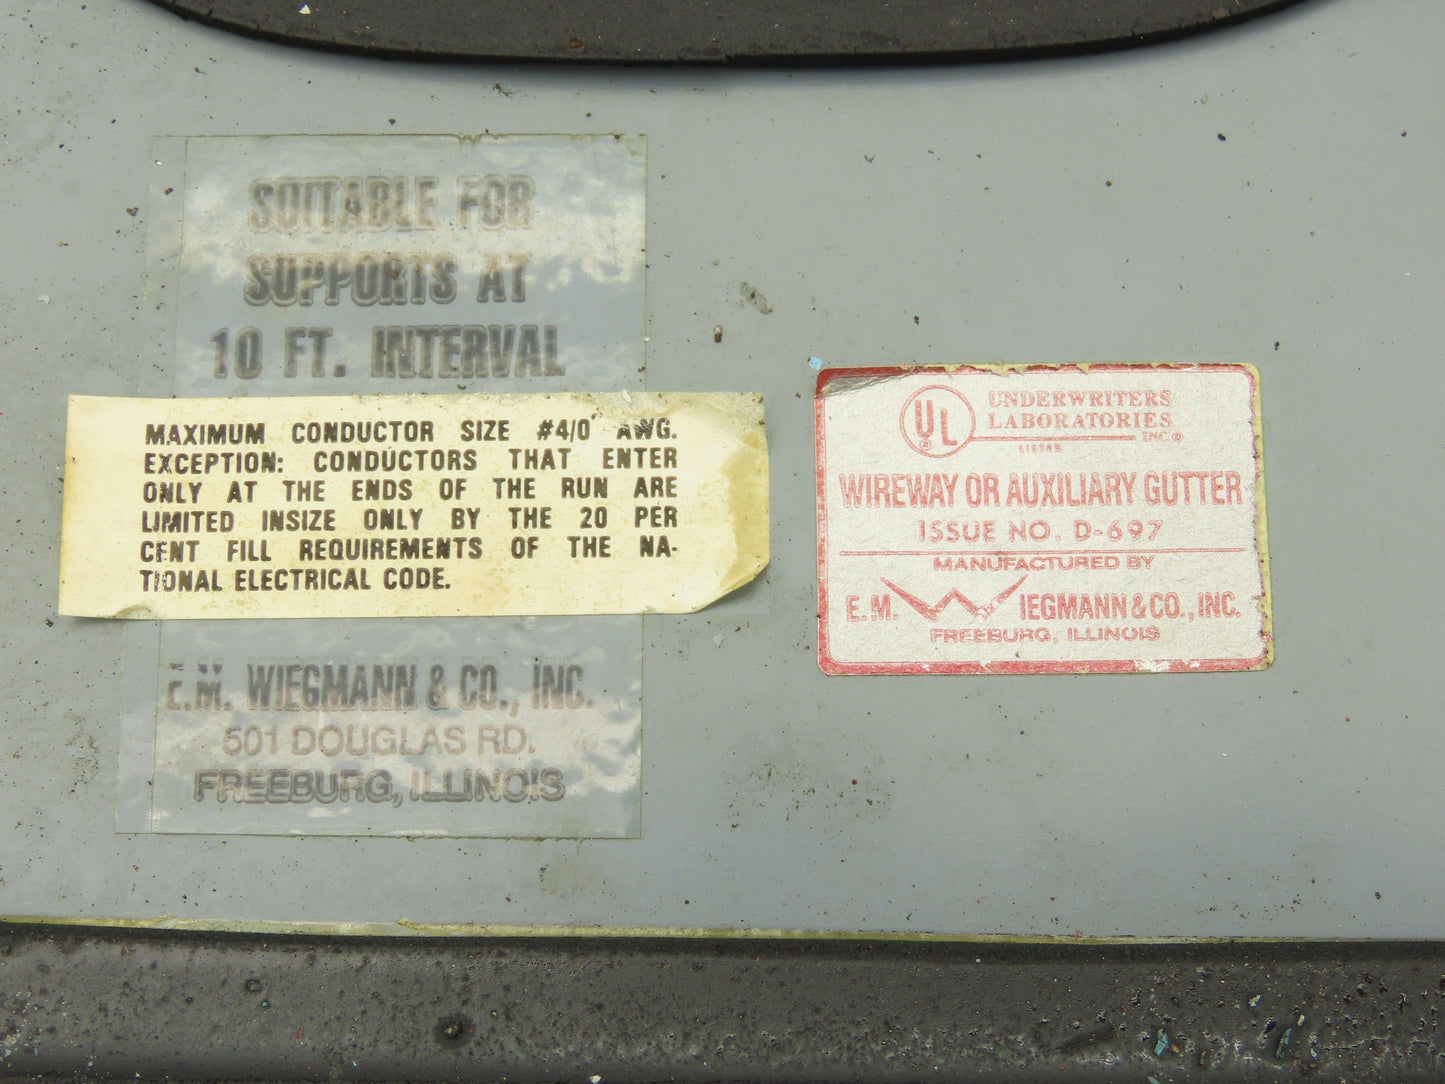 SUITABLE FOR
SUPPORTS AT
10 FT. INTERVAL
MAXIMUM CONDUCTOR SIZE #4/0 AWG.
EXCEPTION: CONDUCTORS THAT ENTER
ONLY AT THE ENDS OF THE RUN ARE
LIMITED INSIZE ONLY BY THE 20 PER
CENT FILL REQUIREMENTS OF THE NA-
TIONAL ELECTRICAL CODE.
E.M. WIEGMANN & CO., INC.
501 DOUGLAS RD.
FREEBURG, ILLINOIS
UL
UNDERWRITERS
LABORATORIES
INC.®
LISTED
WIREWAY OR AUXILIARY GUTTER
ISSUE NO. D-697
MANUFACTURED BY
E.M. WIEGMANN & CO., INC.
FREEBURG, ILLINOIS